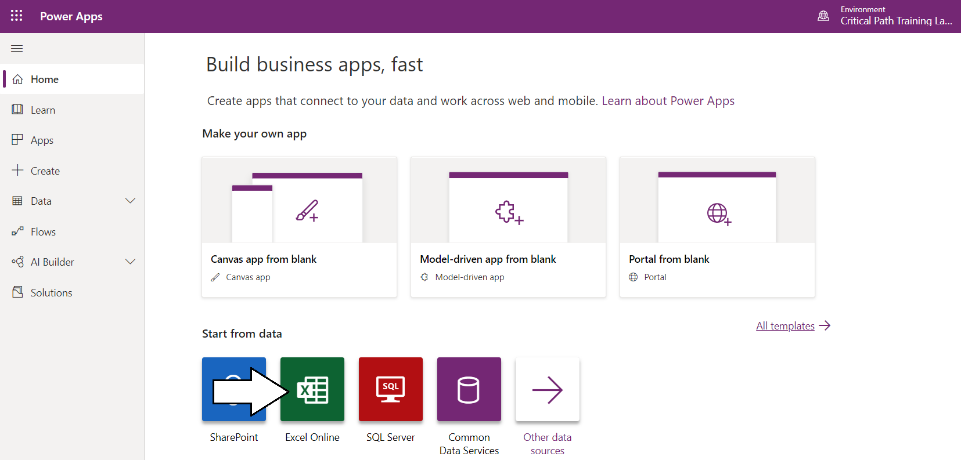 Power Apps
Environment
Critical Path Training La...
Home
Learn
Apps
Create
Data
Flows
AI Builder
Solutions
Build business apps, fast
Create apps that connect to your data and work across web and mobile. Learn about Power Apps
Make your own app
Canvas app from blank
Canvas app
Model-driven app from blank
Model-driven app
Portal from blank
Portal
Start from data
All templates
X
SQL
SharePoint
Excel Online
SQL Server
Common
Data Services
Other data
sources